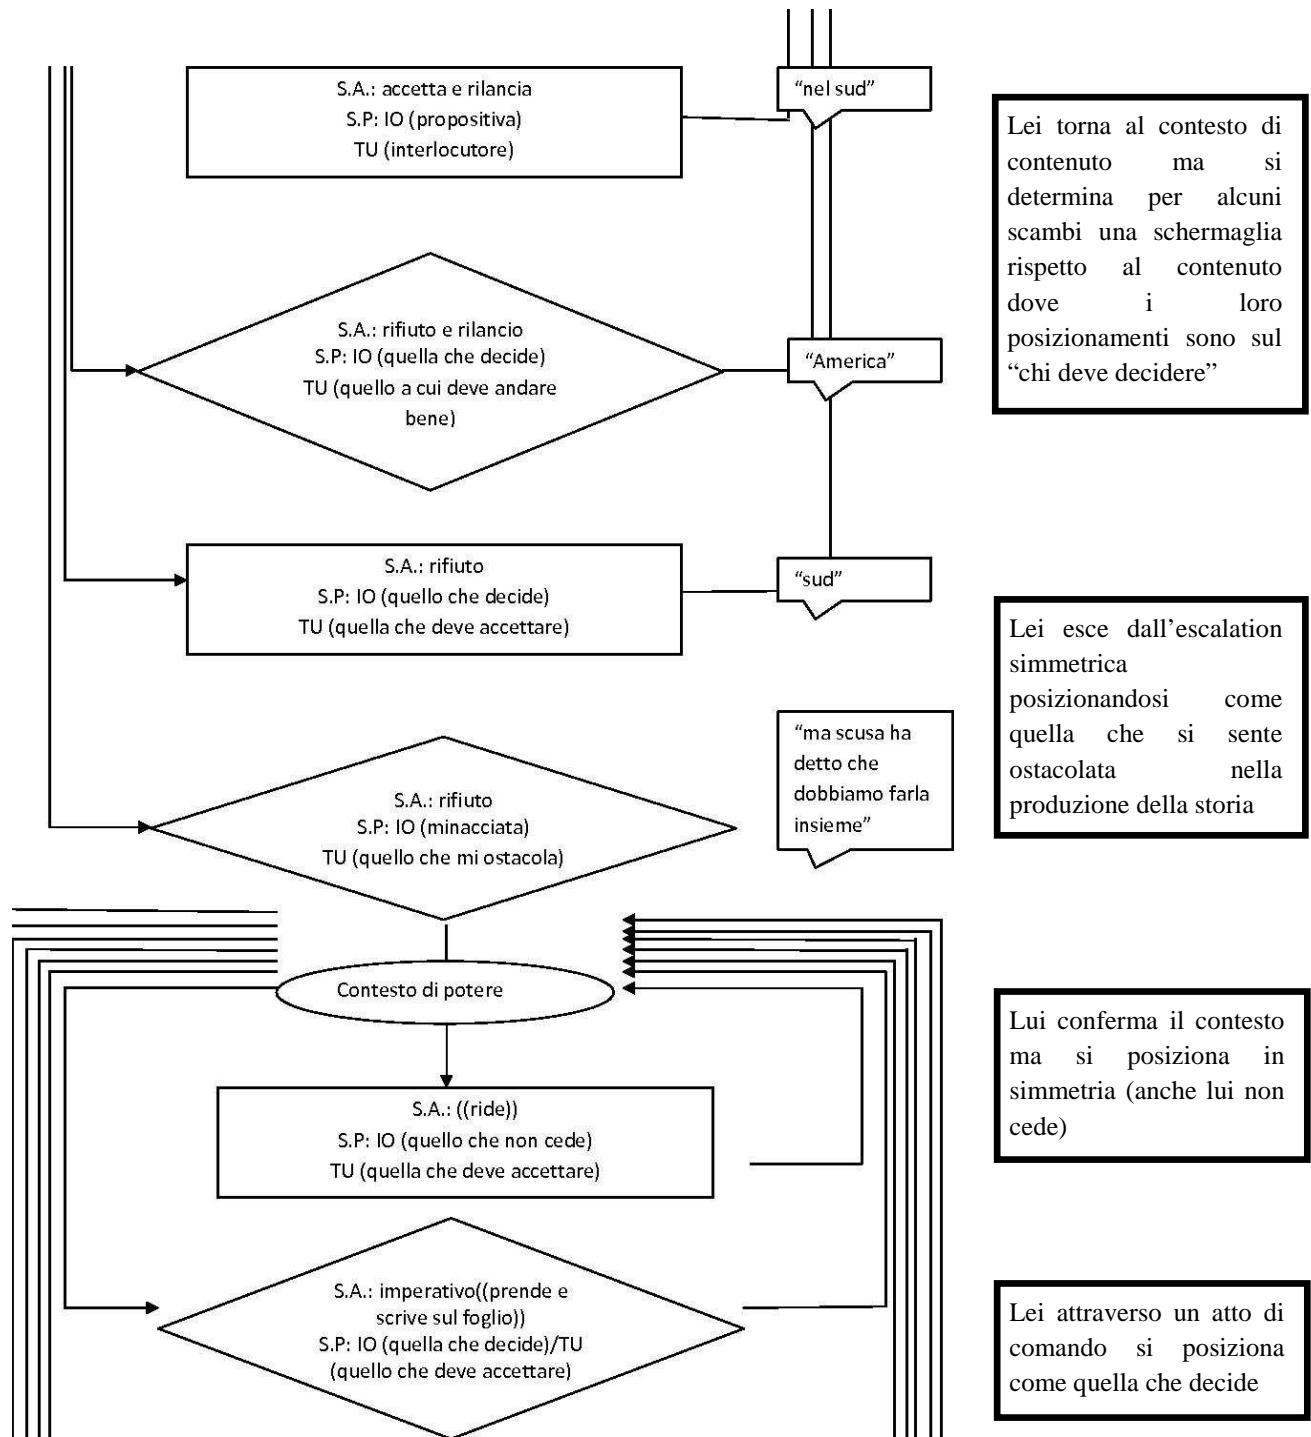 S.A.: accetta e rilancia
S.P: IO (propositiva)
TU (interlocutore)
“nel sud”
Lei torna al contesto di
contenuto ma si
determina per alcuni
scambi una schermaglia
rispetto al contenuto
dove i loro
posizionamenti sono sul
“chi deve decidere”
S.A.: rifiuto e rilancio
S.P: IO (quella che decide)
TU (quello a cui deve andare
bene)
“America”
S.A.: rifiuto
S.P: IO (quello che decide)
TU (quella che deve accettare)
“sud”
Lei esce dall’escalation
simmetrica
posizionandosi come
quella che si sente
ostacolata nella
produzione della storia
S.A.: rifiuto
S.P: IO (minacciata)
TU (quello che mi ostacola)
“ma scusa ha
detto che
dobbiamo farla
insieme”
Contesto di potere
Lui conferma il contesto
ma si posiziona in
simmetria (anche lui non
cede)
S.A.: ((ride))
S.P: IO (quello che non cede)
TU (quella che deve accettare)
S.A.: imperativo((prende e
scrive sul foglio))
S.P: IO (quella che decide)/TU
(quello che deve accettare)
Lei attraverso un atto di
comando si posiziona
come quella che decide